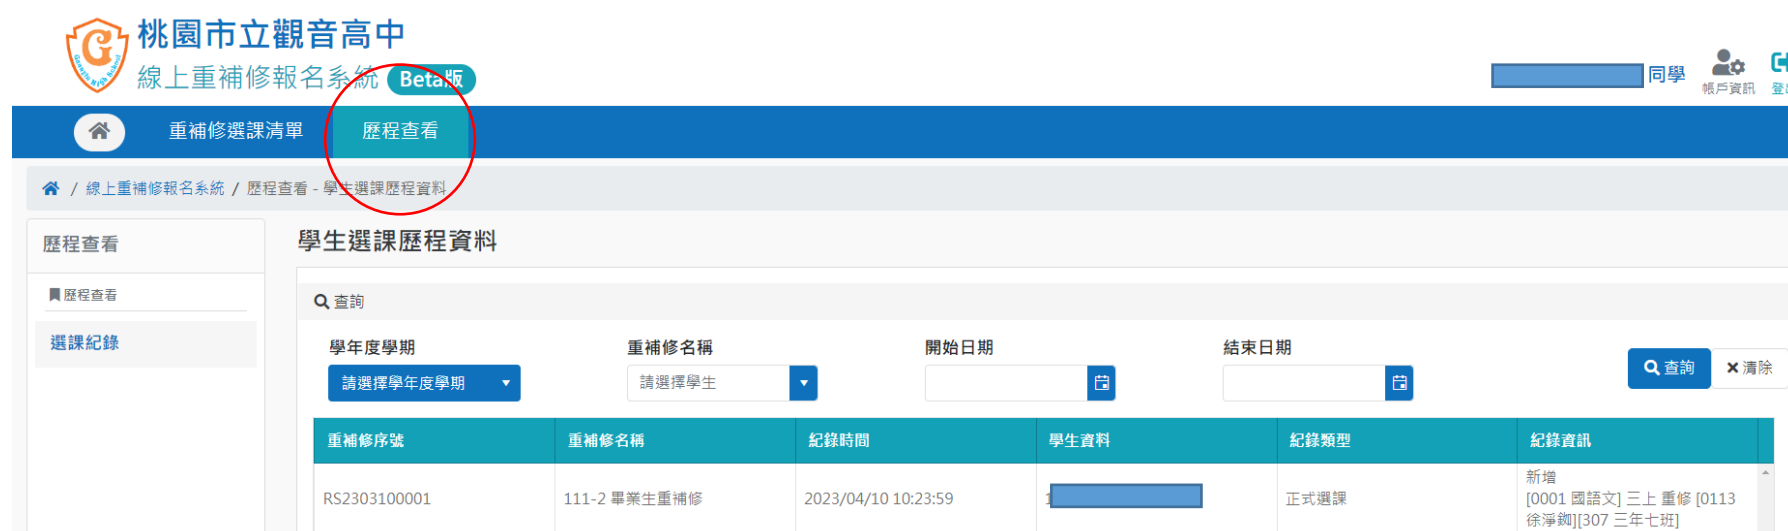 桃園市立觀音高中
線上重補修報名系統 Beta版
同學
帳戶資訊
重補修選課清單 歷程查看
/ 線上重補修報名系統 / 歷程查看 - 學生選課歷程資料
歷程查看
歷程查看
選課紀錄
學生選課歷程資料
查詢
學年度學期 重補修名稱 開始日期 結束日期
請選擇學年度學期 請選擇學生 查詢 清除
重補修序號 重補修名稱 紀錄時間 學生資料 紀錄類型 紀錄資訊
RS2303100001 111-2 畢業生重補修 2023/04/10 10:23:59 1 正式選課 新增
[0001 國語文] 三上 重修 [0113
徐淨][307 三年七班]